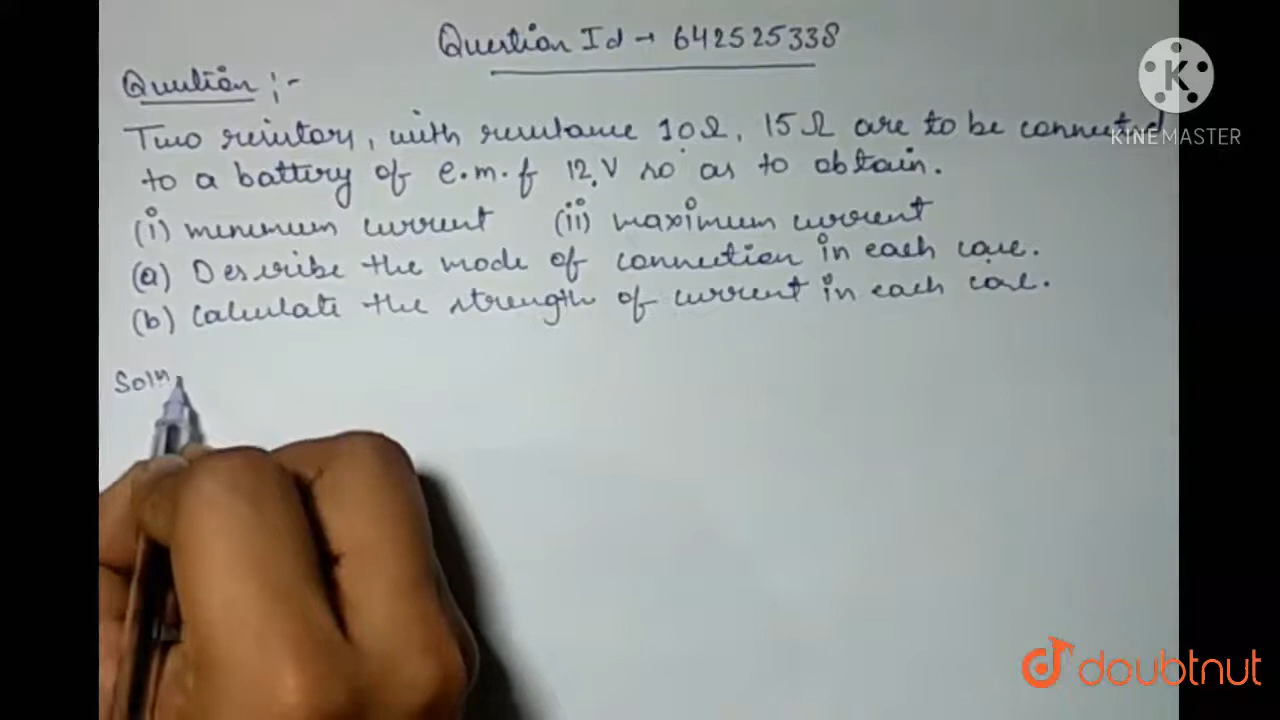 Question Id → 642525338
Question :-
Two resistors, with resistance 10Ω, 15Ω are to be connected
to a battery of e.m.f 12 V so as to obtain.
(i) minimum current (ii) maximum current
(a) Describe the mode of connection in each case.
(b) Calculate the strength of current in each case.
Soln
K
KINEMASTER
doubtnut